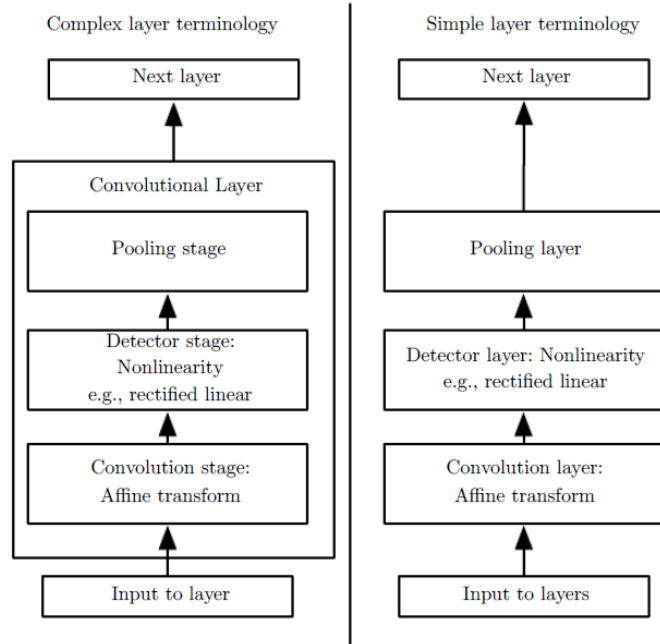 Complex layer terminology
Next layer
Convolutional Layer
Pooling stage
Detector stage:
Nonlinearity
e.g., rectified linear
Convolution stage:
Affine transform
Input to layer
Simple layer terminology
Next layer
Pooling layer
Detector layer: Nonlinearity
e.g., rectified linear
Convolution layer:
Affine transform
Input to layers